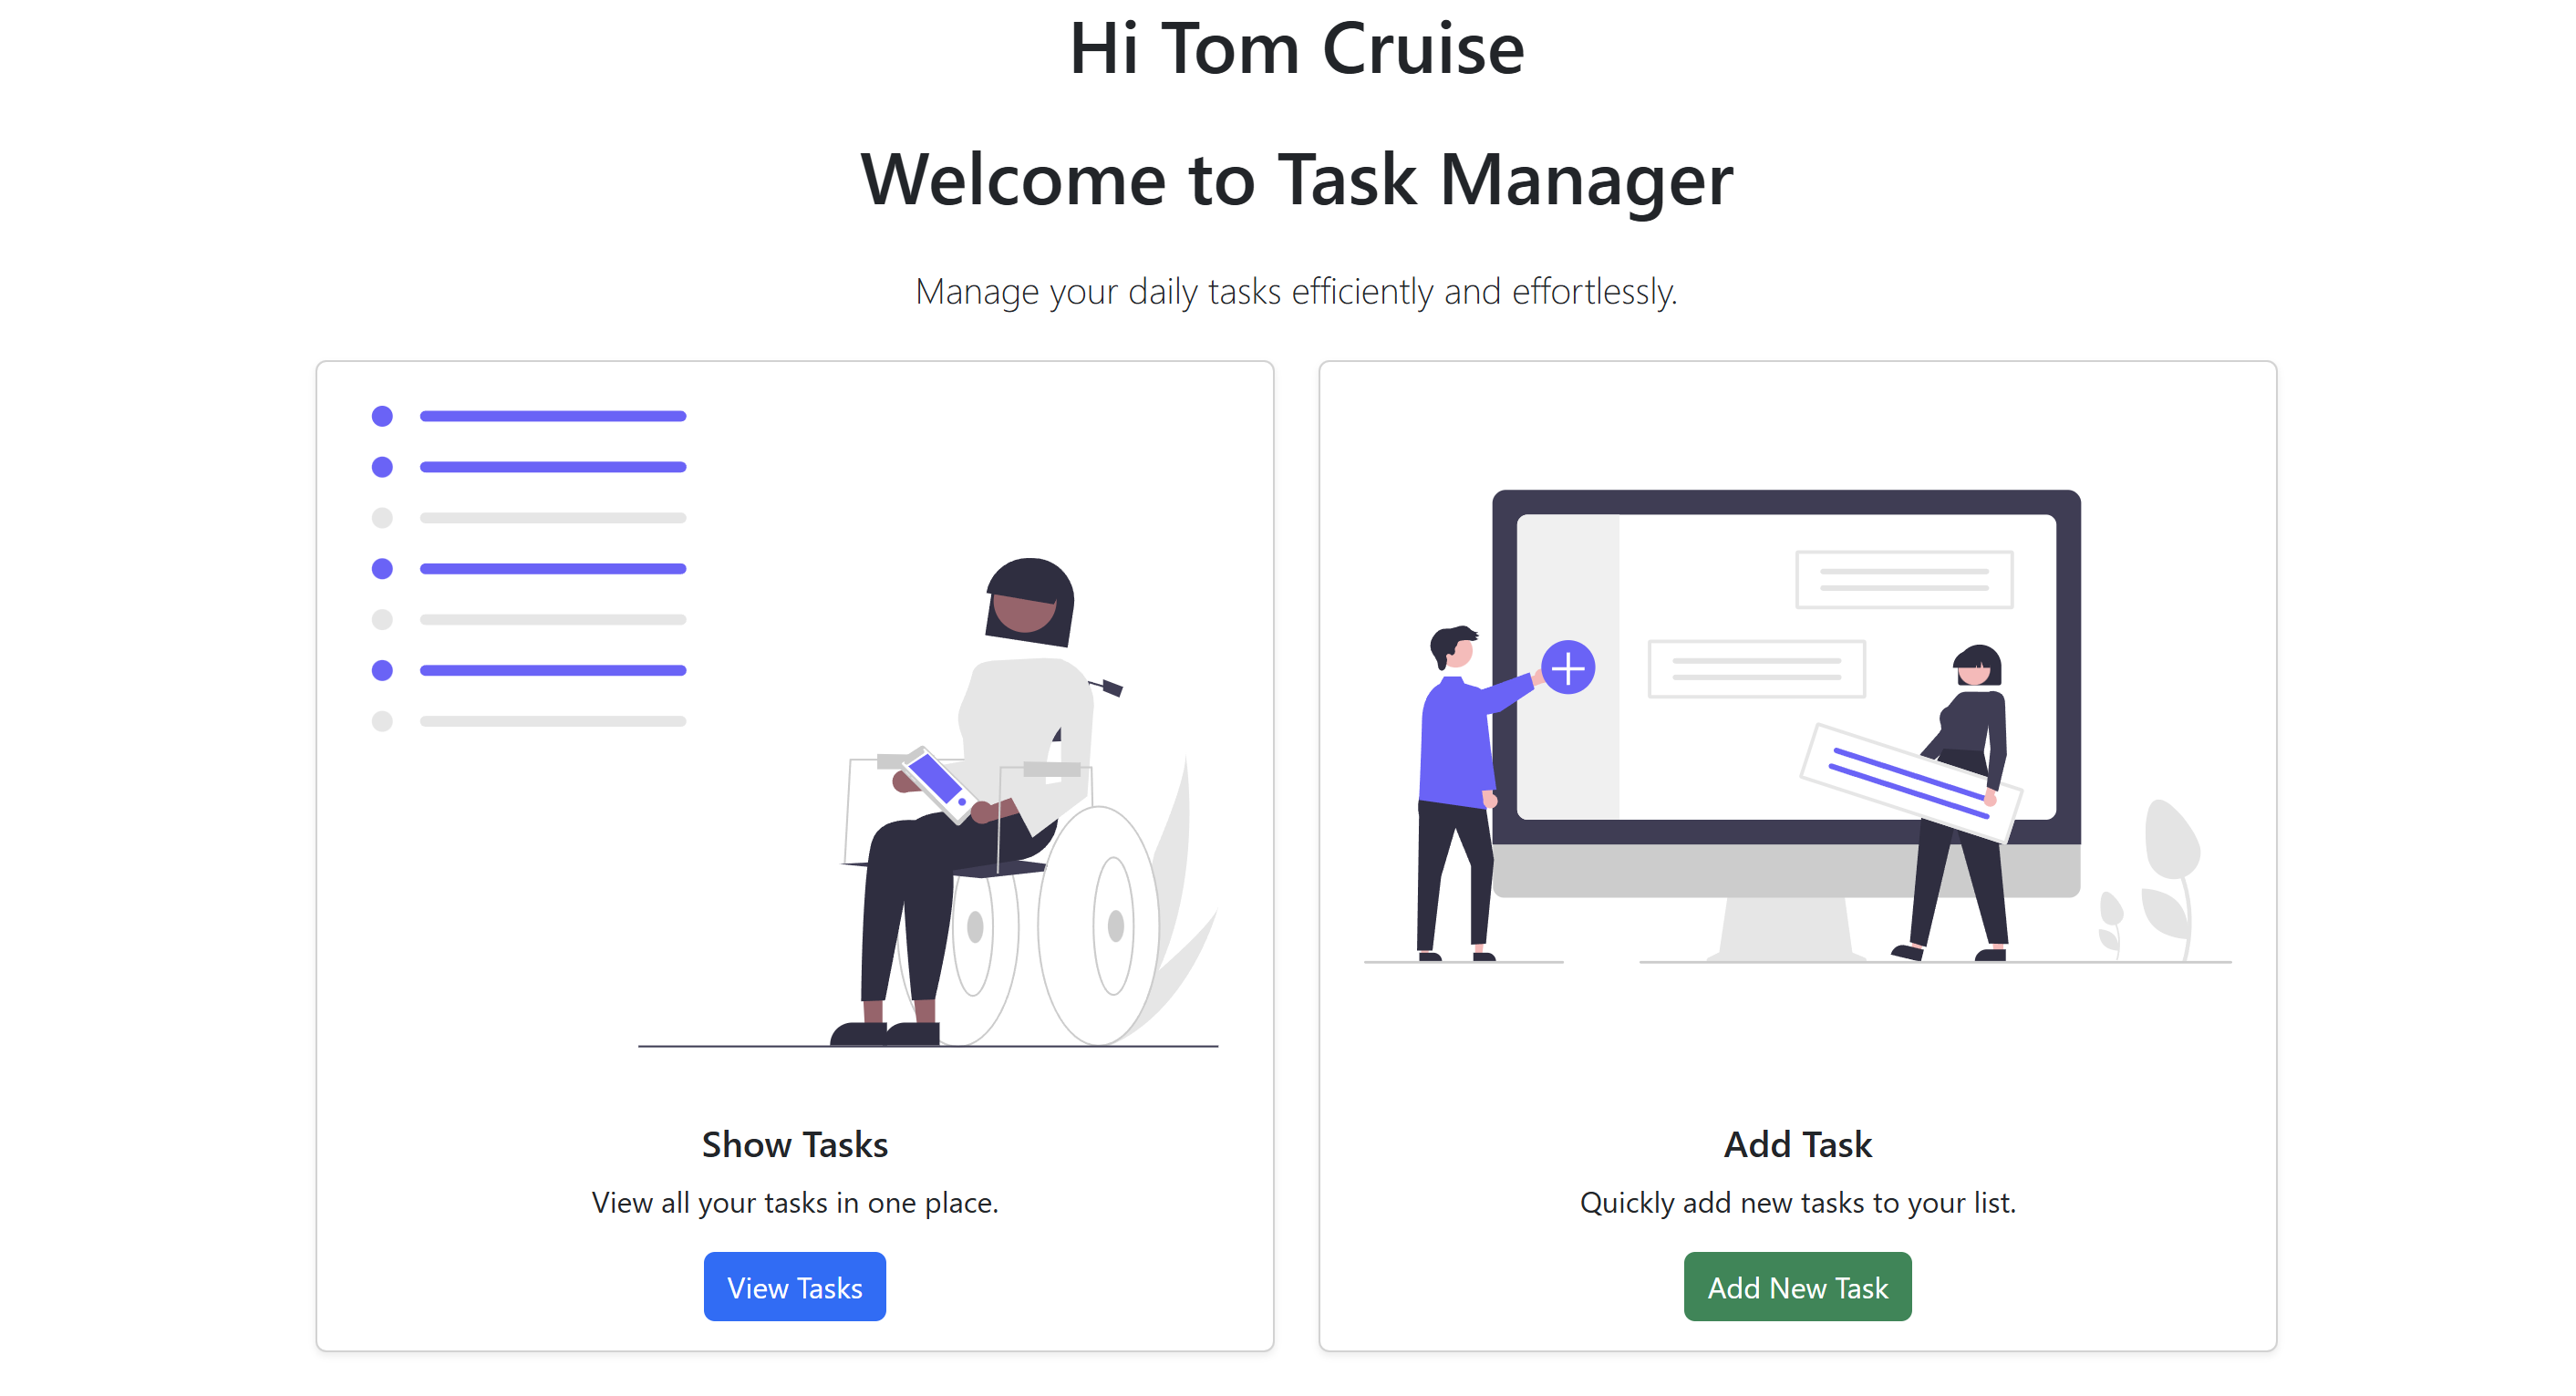 Hi Tom Cruise
Welcome to Task Manager
Manage your daily tasks efficiently and effortlessly.
Show Tasks
View all your tasks in one place.
View Tasks
Add Task
Quickly add new tasks to your list.
Add New Task